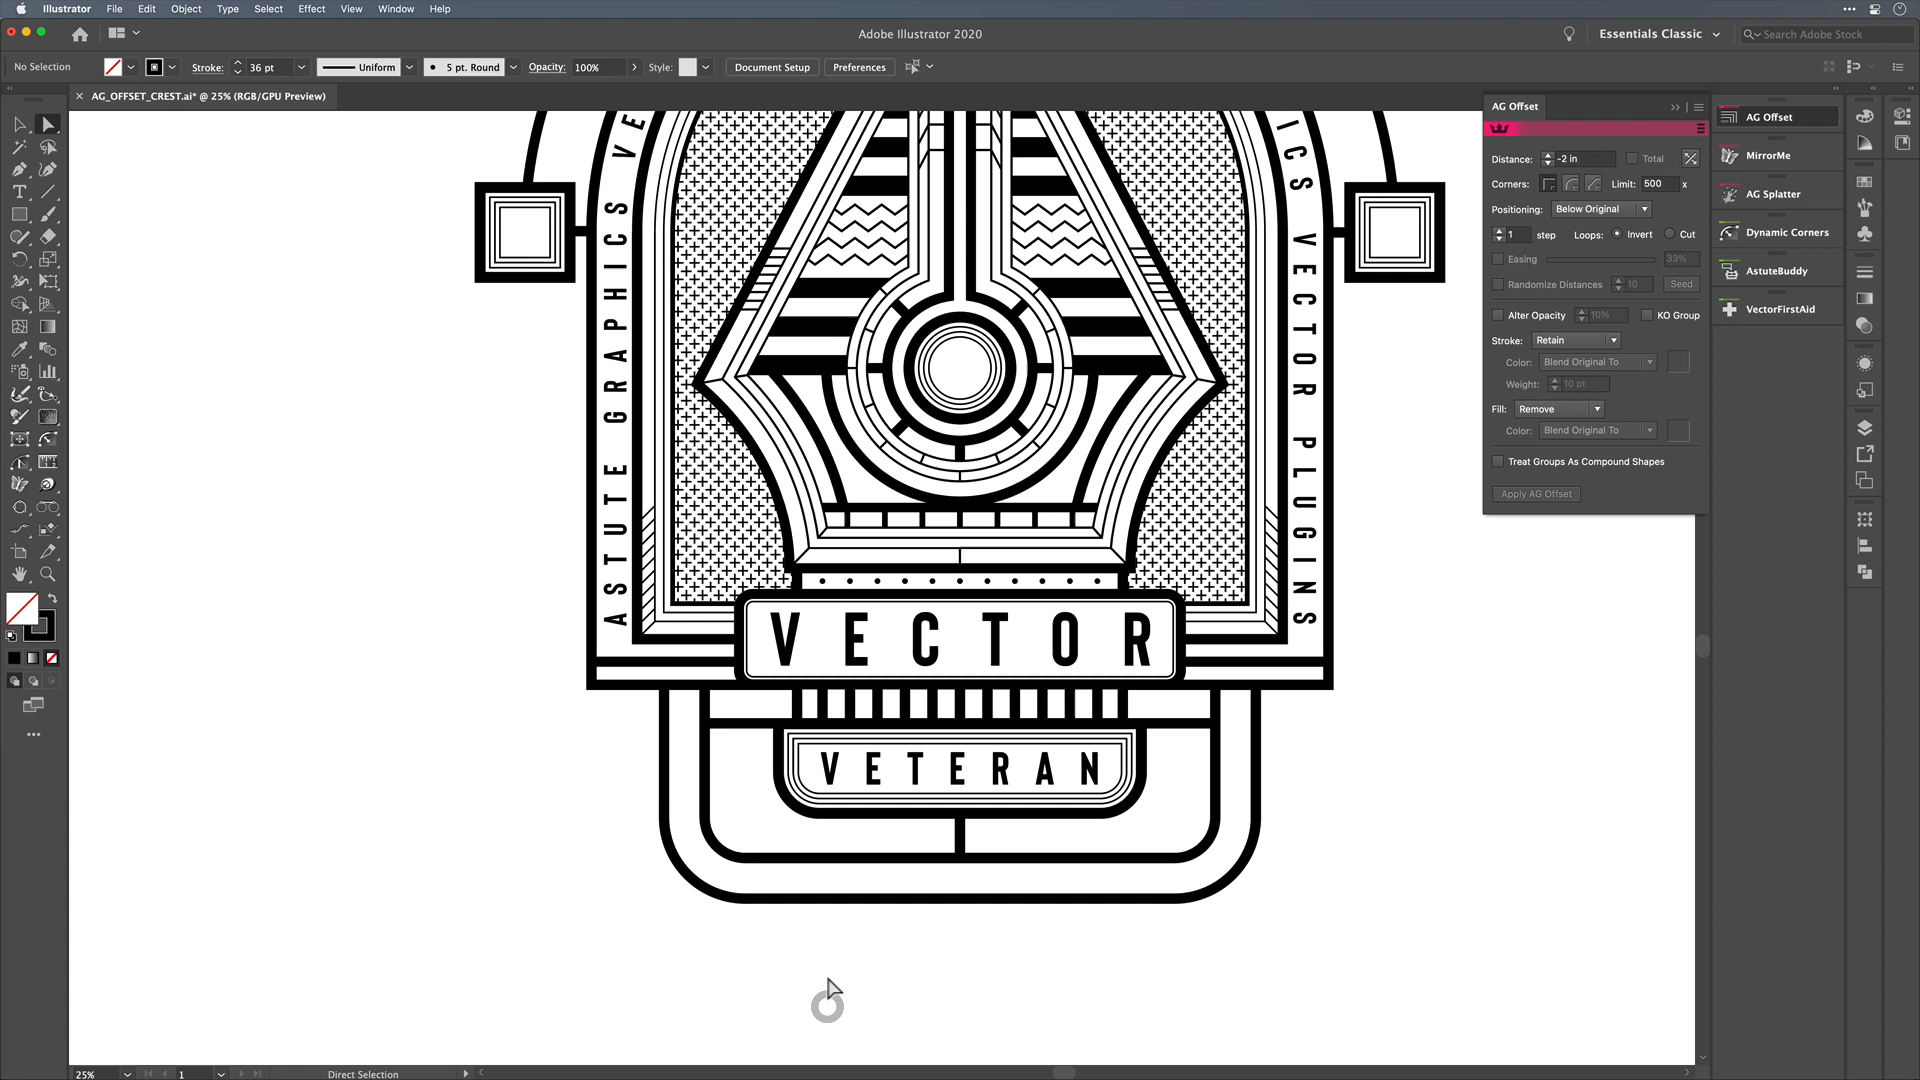 Illustrator File Edit Object Type Select Effect View Window Help
Adobe Illustrator 2020
Essentials Classic
Search Adobe Stock
No Selection
Stroke: 36 pt
Uniform
5 pt. Round
Opacity: 100%
Style:
Document Setup
Preferences
× AG_OFFSET_CREST.ai* @ 25% (RGB/GPU Preview)
AG Offset
Distance: -2 in
Total
Corners:
Limit: 500 x
Positioning: Below Original
1 step
Loops: Invert Cut
Easing
33%
Randomize Distances
10
Seed
Alter Opacity
10%
KO Group
Stroke: Retain
Color: Blend Original To
Weight: 10 pt
Fill: Remove
Color: Blend Original To
Treat Groups As Compound Shapes
Apply AG Offset
AG Offset
MirrorMe
AG Splatter
Dynamic Corners
AstuteBuddy
VectorFirstAid
ASTUTE GRAPHICS VE
ICS VECTOR PLUGINS
VECTOR
VETERAN
25%
1
Direct Selection